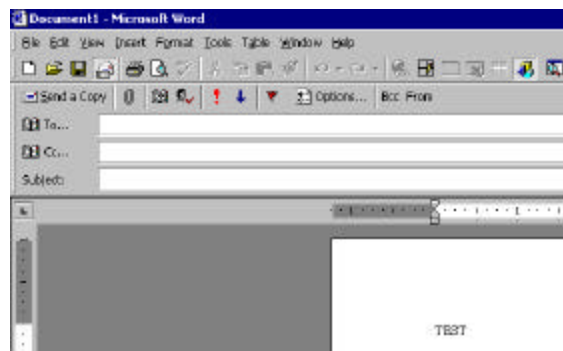 Document1 - Microsoft Word
File Edit View Insert Format Tools Table Window Help
Send a Copy Options... Bcc From
To...
Cc...
Subject:
TEST